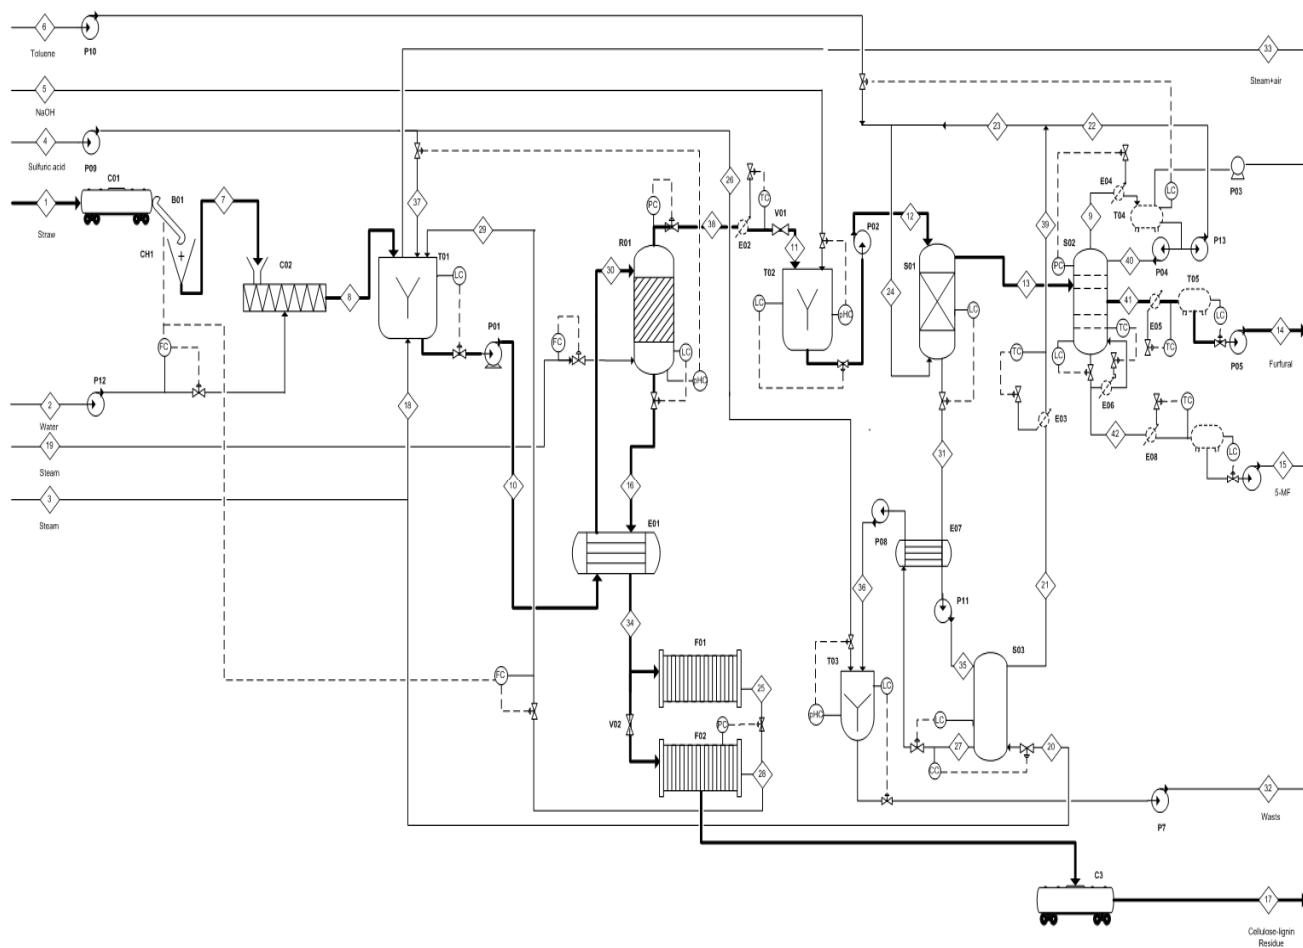 6
Toluene
P10
33
Steam+air
5
NaOH
4
Sulfuric acid
P09
23
22
LC
P03
C01
B01
1
Straw
7
CH1
C02
8
37
29
T01
LC
P01
26
PC
R01
38
TC
E02
V01
11
P02
12
T02
LC
pHC
S01
13
24
LC
39
PC
S02
9
E04
T04
40
P04
P13
41
T05
E05
LC
TC
TC
14
Furfural
P05
LC
E06
TC
E03
42
TC
E08
LC
15
5-MF
30
FC
LC
pHC
FC
P12
2
Water
19
Steam
3
Steam
18
10
16
E01
31
P08
E07
36
P11
21
34
F01
25
FC
V02
F02
PC
28
T03
LC
pHC
35
S03
LC
27
CC
20
32
Wasts
P7
C3
17
Cellulose-lignin
Residue